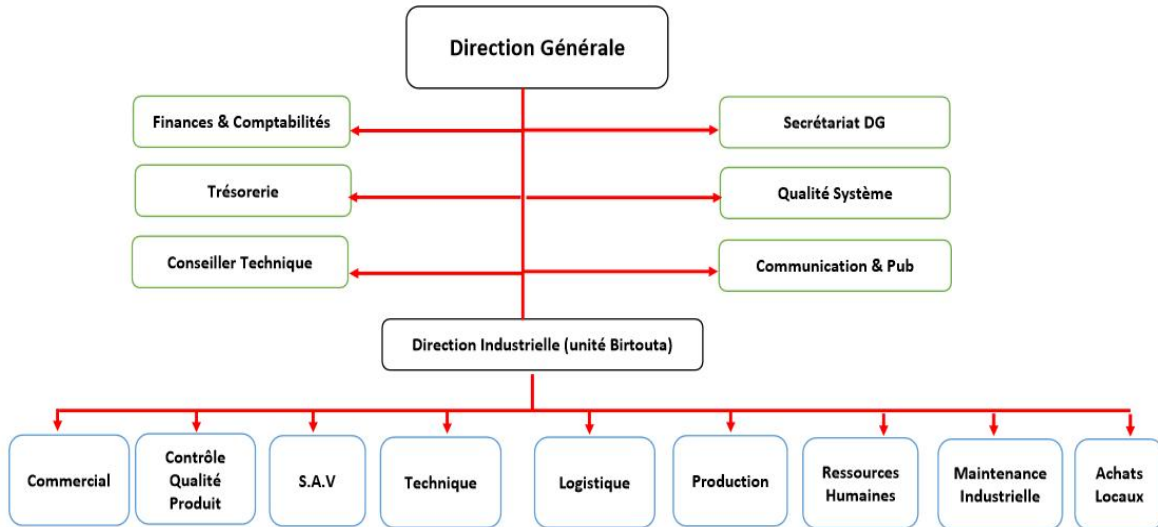 Direction Générale
Finances & Comptabilités
Secrétariat DG
Trésorerie
Qualité Système
Conseiller Technique
Communication & Pub
Direction Industrielle (unité Birtouta)
Commercial
Contrôle
Qualité
Produit
S.A.V
Technique
Logistique
Production
Ressources
Humaines
Maintenance
Industrielle
Achats
Locaux